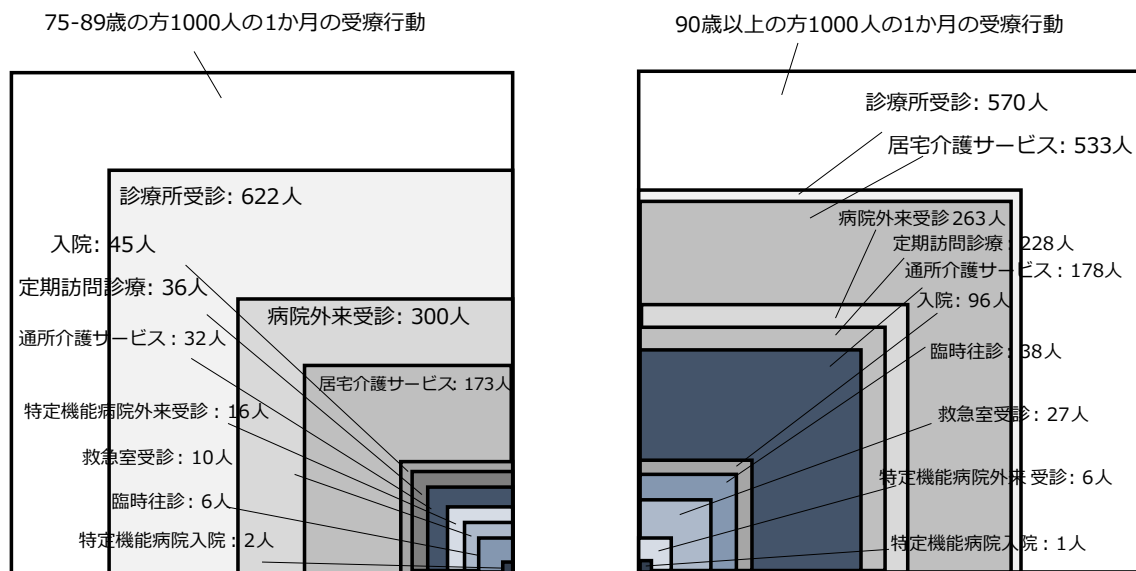 75-89歳の方1000人の1か月の受療行動
診療所受診: 622人
入院: 45人
定期訪問診療: 36人
病院外来受診: 300人
通所介護サービス: 32人
居宅介護サービス: 173人
特定機能病院外来受診: 16人
救急室受診: 10人
臨時往診: 6人
特定機能病院入院: 2人
90歳以上の方1000人の1か月の受療行動
診療所受診: 570人
居宅介護サービス: 533人
病院外来受診 263人
定期訪問診療: 228人
通所介護サービス: 178人
入院: 96人
臨時往診: 38人
救急室受診: 27人
特定機能病院外来 受診: 6人
特定機能病院入院: 1人